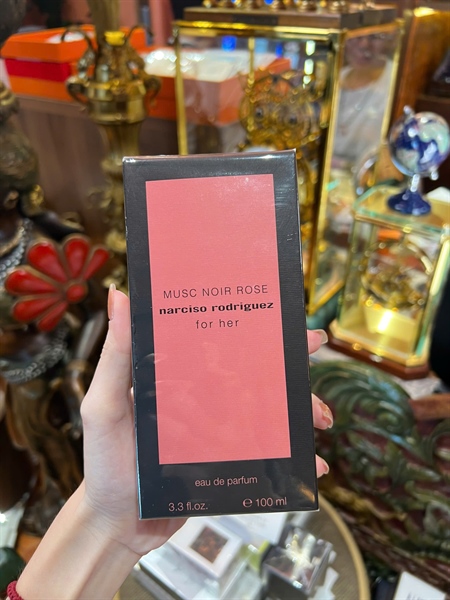 MUSC NOIR ROSE
narciso rodriguez
for her
eau de parfum
3.3 fl.oz. ℮ 100 ml